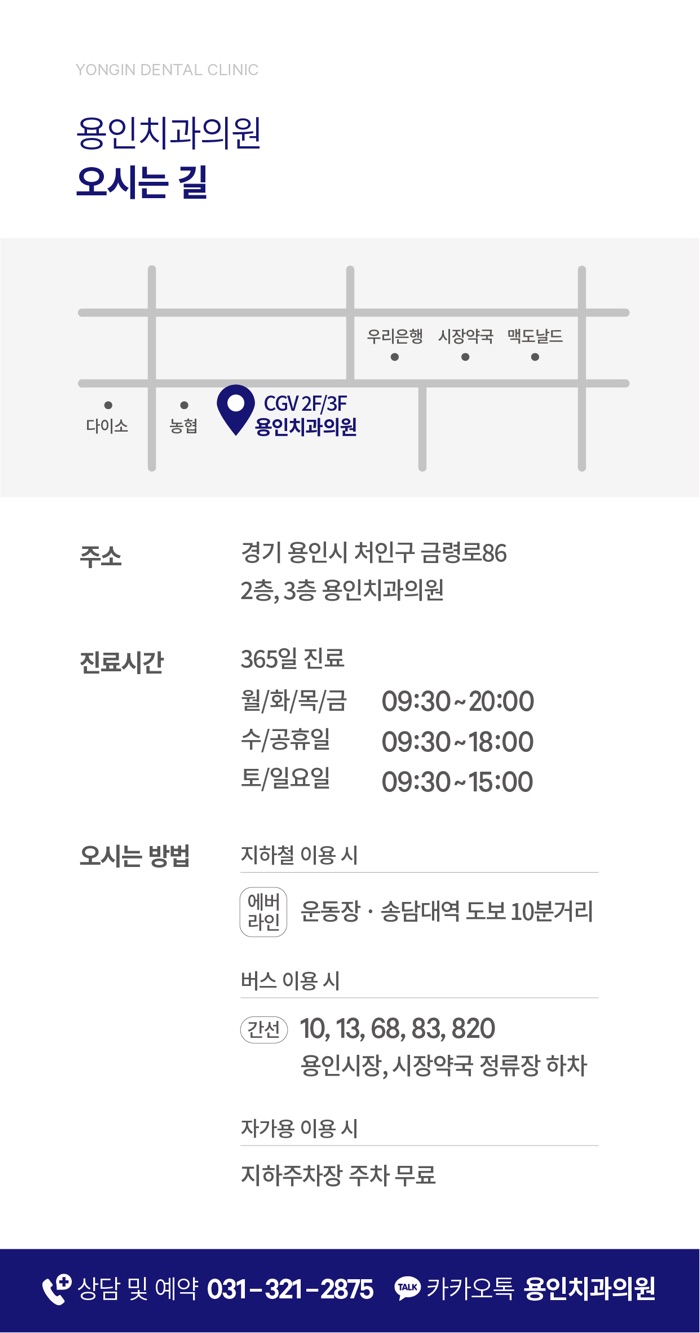 YONGIN DENTAL CLINIC
용인치과의원
오시는 길
우리은행 시장약국 맥도날드
다이소 농협 CGV 2F/3F
용인치과의원
주소 경기 용인시 처인구 금령로86
2층, 3층 용인치과의원
진료시간 365일 진료
월/화/목/금 09:30~20:00
수/공휴일 09:30~18:00
토/일요일 09:30~15:00
오시는 방법 지하철 이용 시
에버
라인 운동장 · 송담대역 도보 10분거리
버스 이용 시
간선 10, 13, 68, 83, 820
용인시장, 시장약국 정류장 하차
자가용 이용 시
지하주차장 주차 무료
상담 및 예약 031-321-2875 TALK 카카오톡 용인치과의원